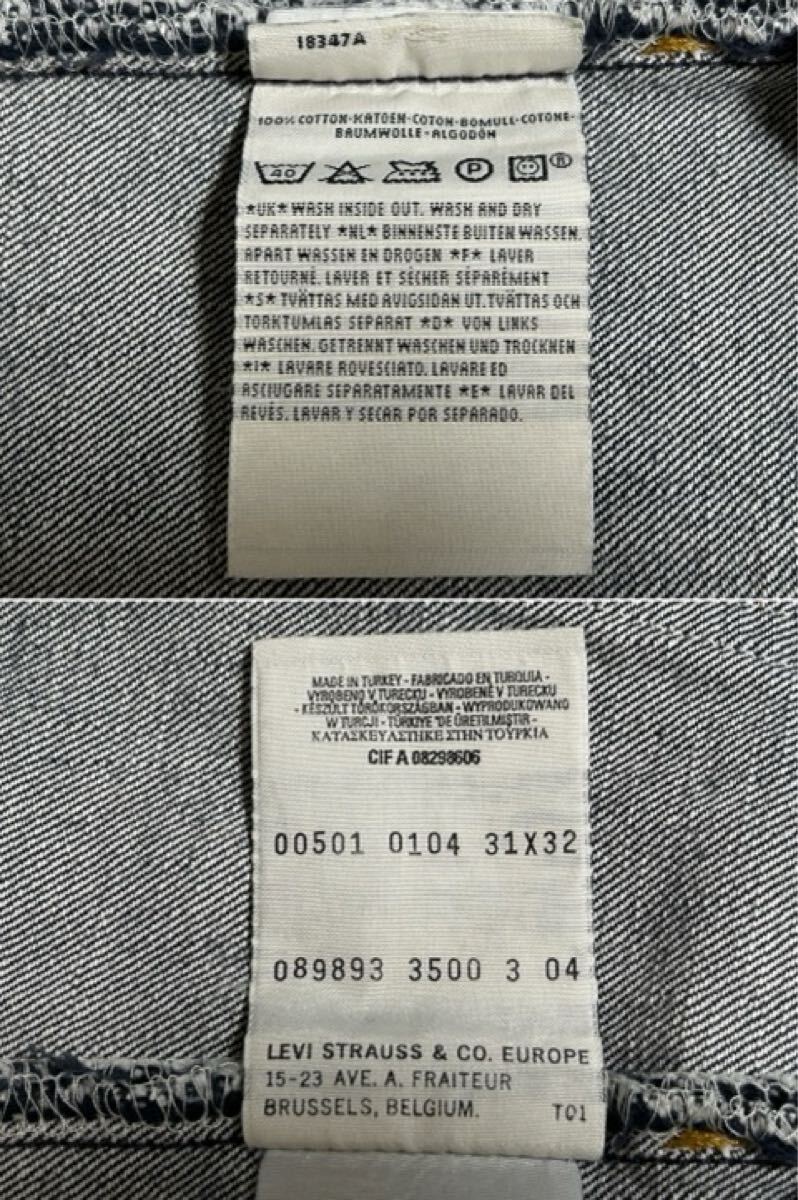 18347A
100% COTTON-KATOEN-COTON-BOMULL-COTONE-
BAUMWOLLE-ALGODÓN
40 P ®
*UK* WASH INSIDE OUT. WASH AND DRY
SEPARATELY *NL* BINNENSTE BUITEN WASSEN.
APART WASSEN EN DROGEN *F* LAVER
RETOURNÉ. LAVER ET SÉCHER SÉPARÉMENT
*S* TVÄTTAS MED AVIGSIDAN UT. TVÄTTAS OCH
TORKTUMLAS SEPARAT *D* VON LINKS
WASCHEN. GETRENNT WASCHEN UND TROCKNEN
*I* LAVARE ROVESCIATO. LAVARE ED
ASCIUGARE SEPARATAMENTE *E* LAVAR DEL
REVÉS. LAVAR Y SECAR POR SEPARADO.
MADE IN TURKEY - FABRICADO EN TURQUIA -
VYROBENO V TURECKU - VYROBENÉ V TURECKU
- KÉSZÜLT TÖRÖKORSZÁGBAN - WYPRODUKOWANO
W TURCJI - TÜRKIYE 'DE ÜRETILMIŞTIR -
ΚΑΤΑΣΚΕΥΑΣΤΗΚΕ ΣΤΗΝ ΤΟΥΡΚΙΑ
CIF A 08298606
00501 0104 31X32
089893 3500 3 04
LEVI STRAUSS & CO. EUROPE
15-23 AVE. A. FRAITEUR
BRUSSELS, BELGIUM. T01